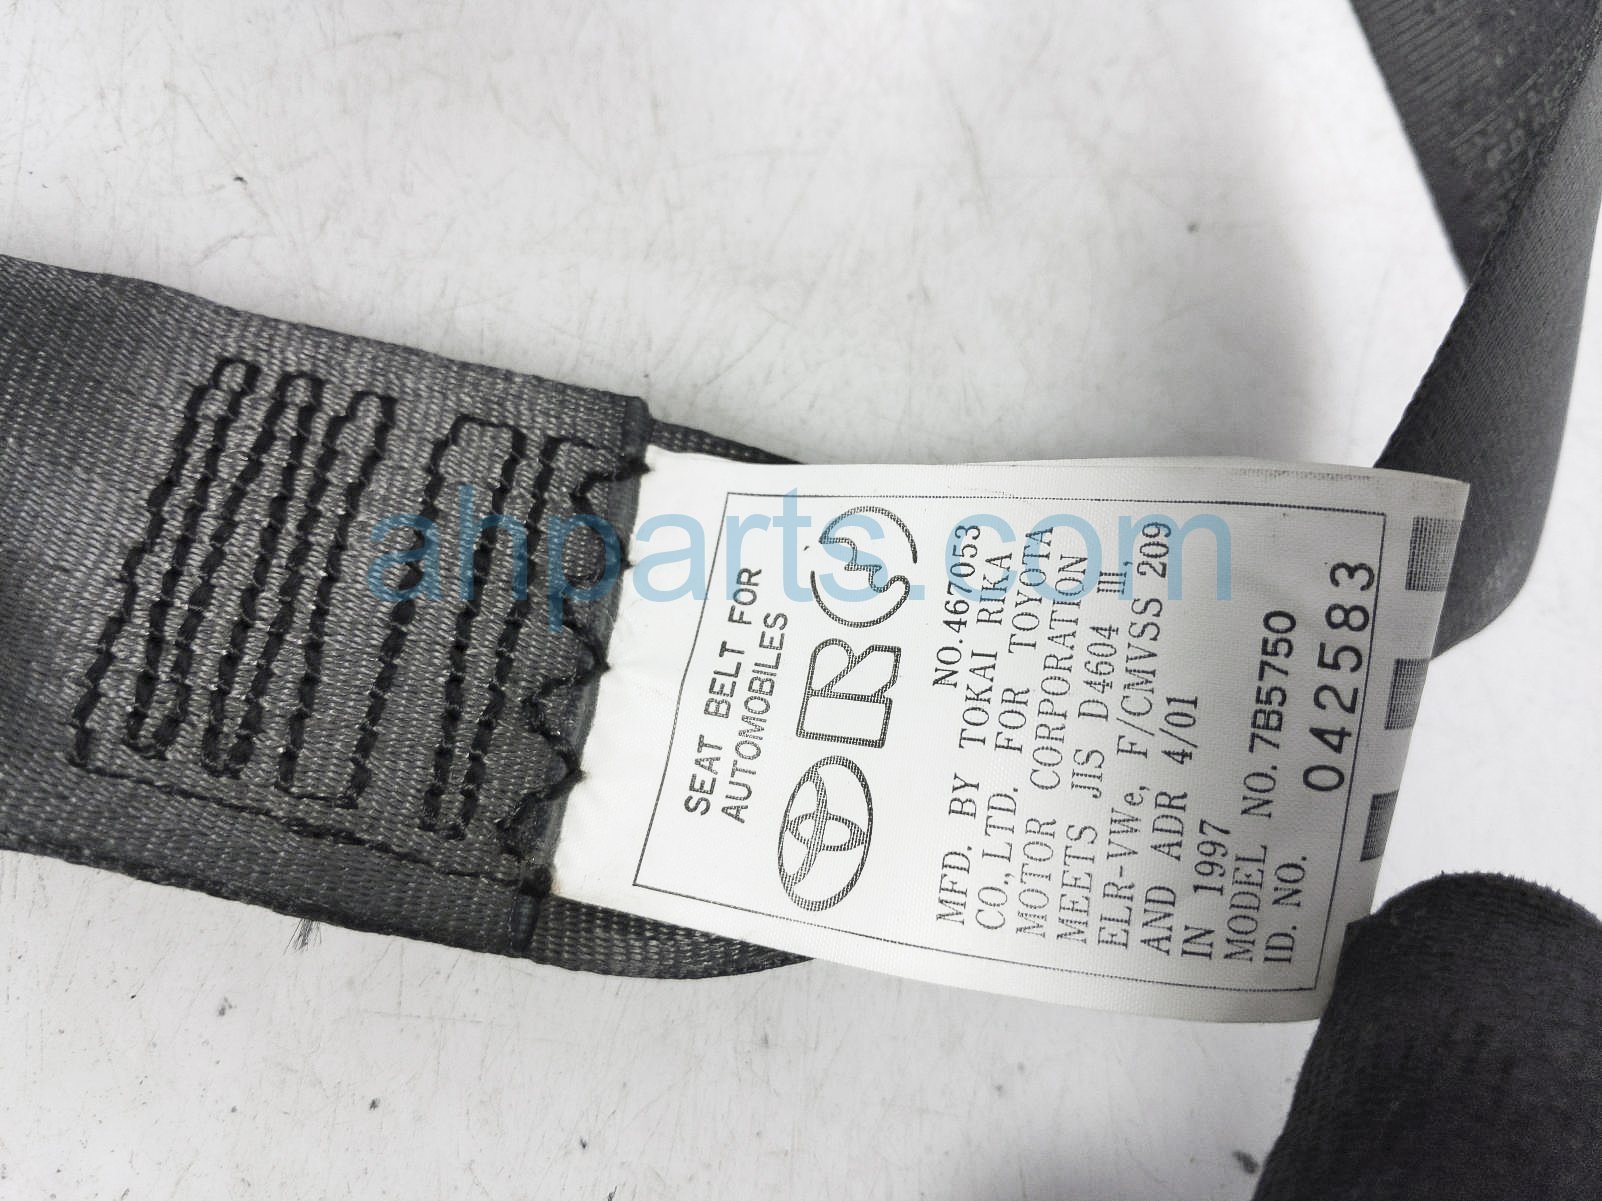 SEAT BELT FOR
AUTOMOBILES
NO.4677053
MFD. BY TOKAI RIKA
CO., LTD. FOR TOYOTA
MOTOR CORPORATION
MEETS JIS D4604 III,
ELR-VWe, F/CMVSS 209
AND ADR 4/01
IN 1997
MODEL NO. 7B5750
ID. NO.
042583
ahparts.com